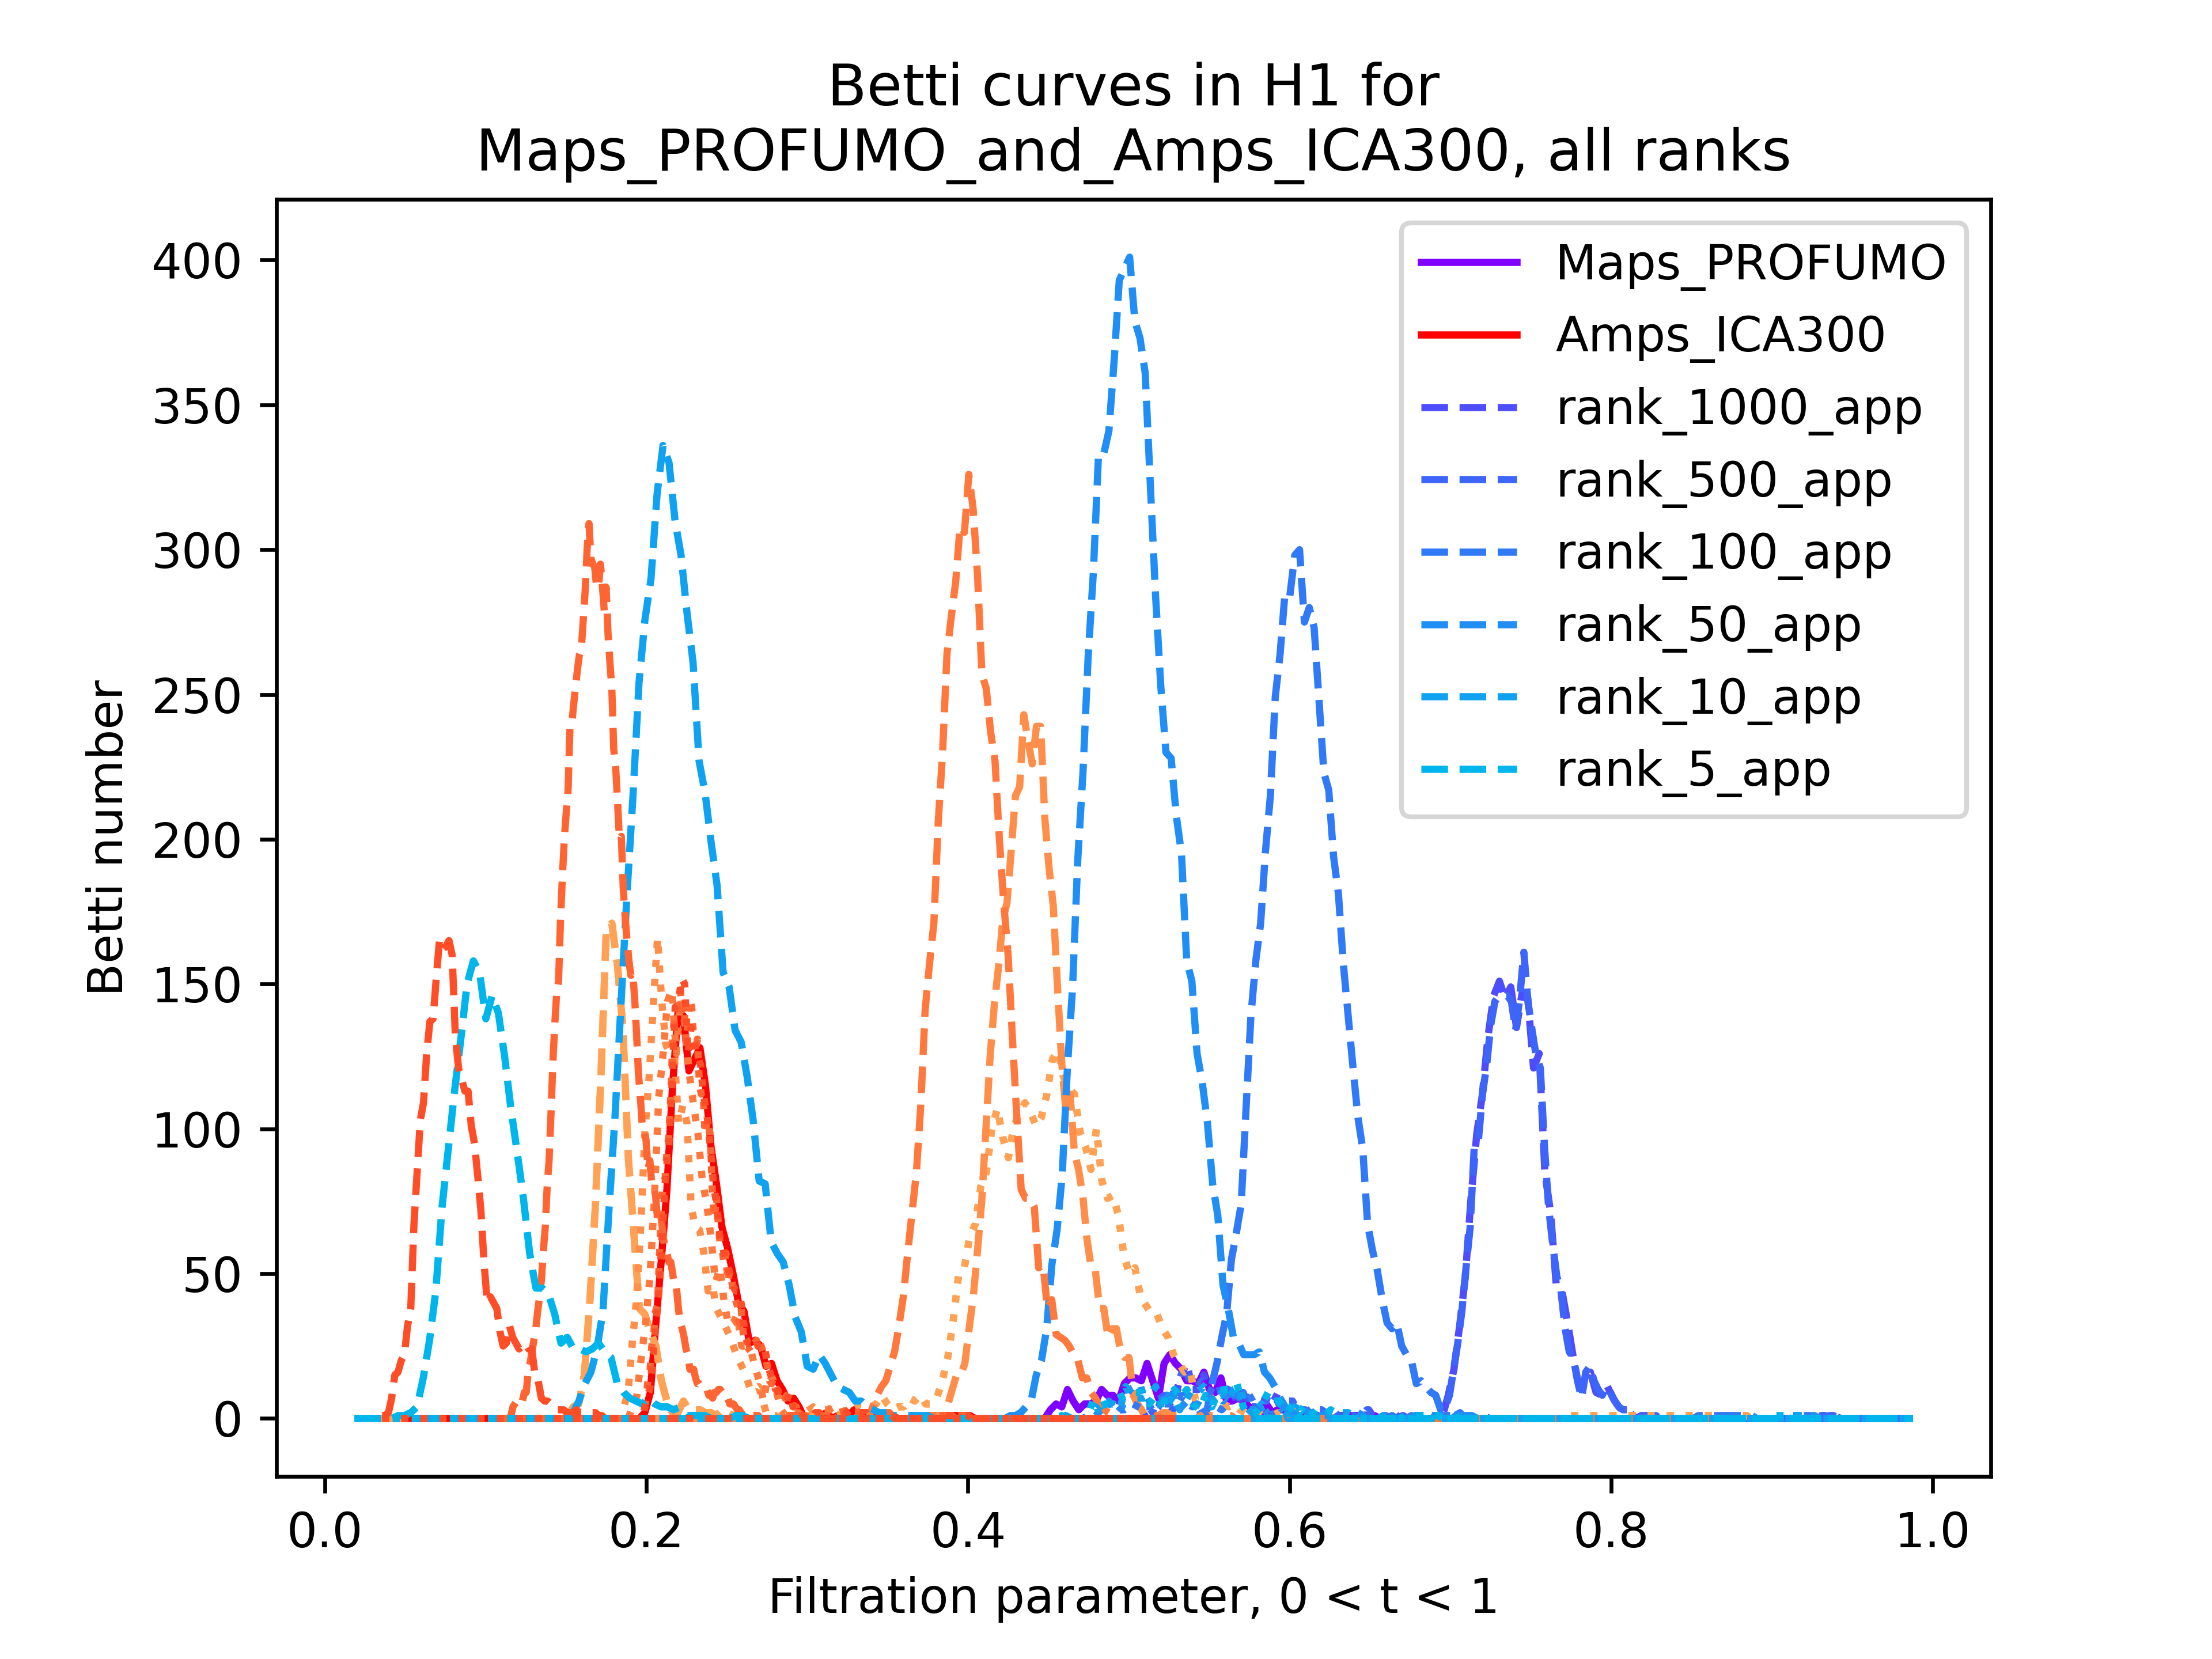 Betti curves in H1 for
Maps_PROFUMO_and_Amps_ICA300, all ranks
Betti number
400
350
300
250
200
150
100
50
0
Maps_PROFUMO
Amps_ICA300
rank_1000_app
rank_500_app
rank_100_app
rank_50_app
rank_10_app
rank_5_app
0.0 0.2 0.4 0.6 0.8 1.0
Filtration parameter, 0 < t < 1